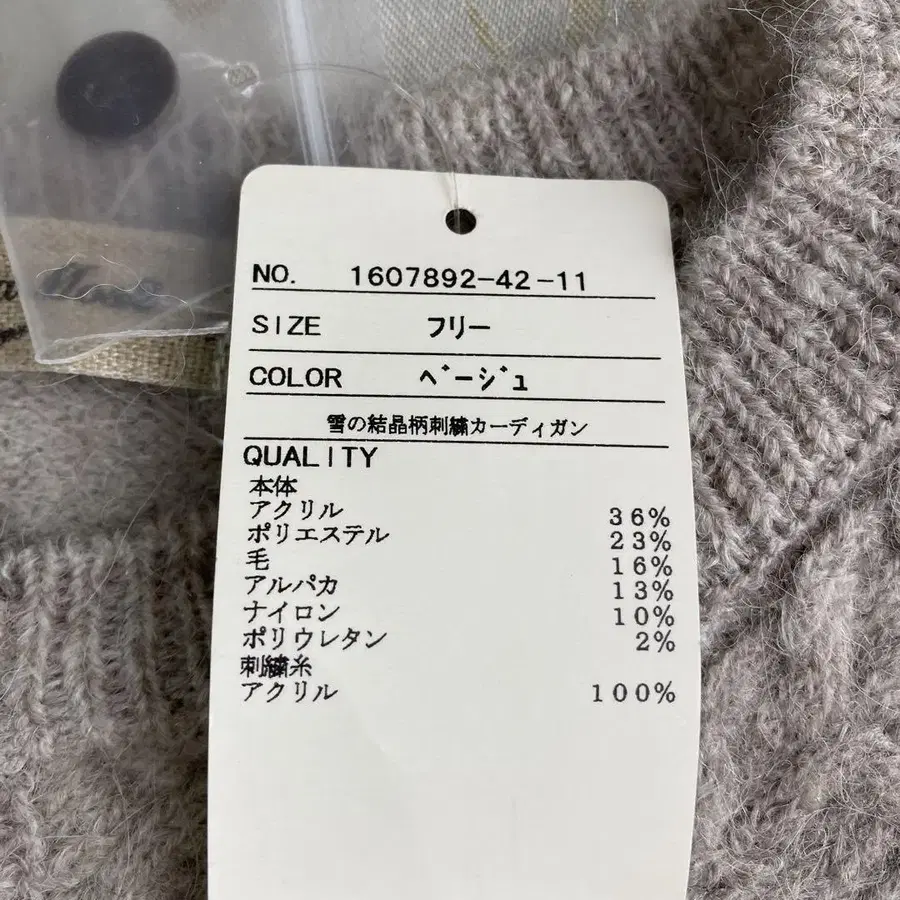 NO. 1607892-42-11
SIZE フリー
COLOR ベージュ
雪の結晶柄刺繍カーディガン
QUALITY
本体
アクリル 36%
ポリエステル 23%
毛 16%
アルパカ 13%
ナイロン 10%
ポリウレタン 2%
刺繍糸
アクリル 100%